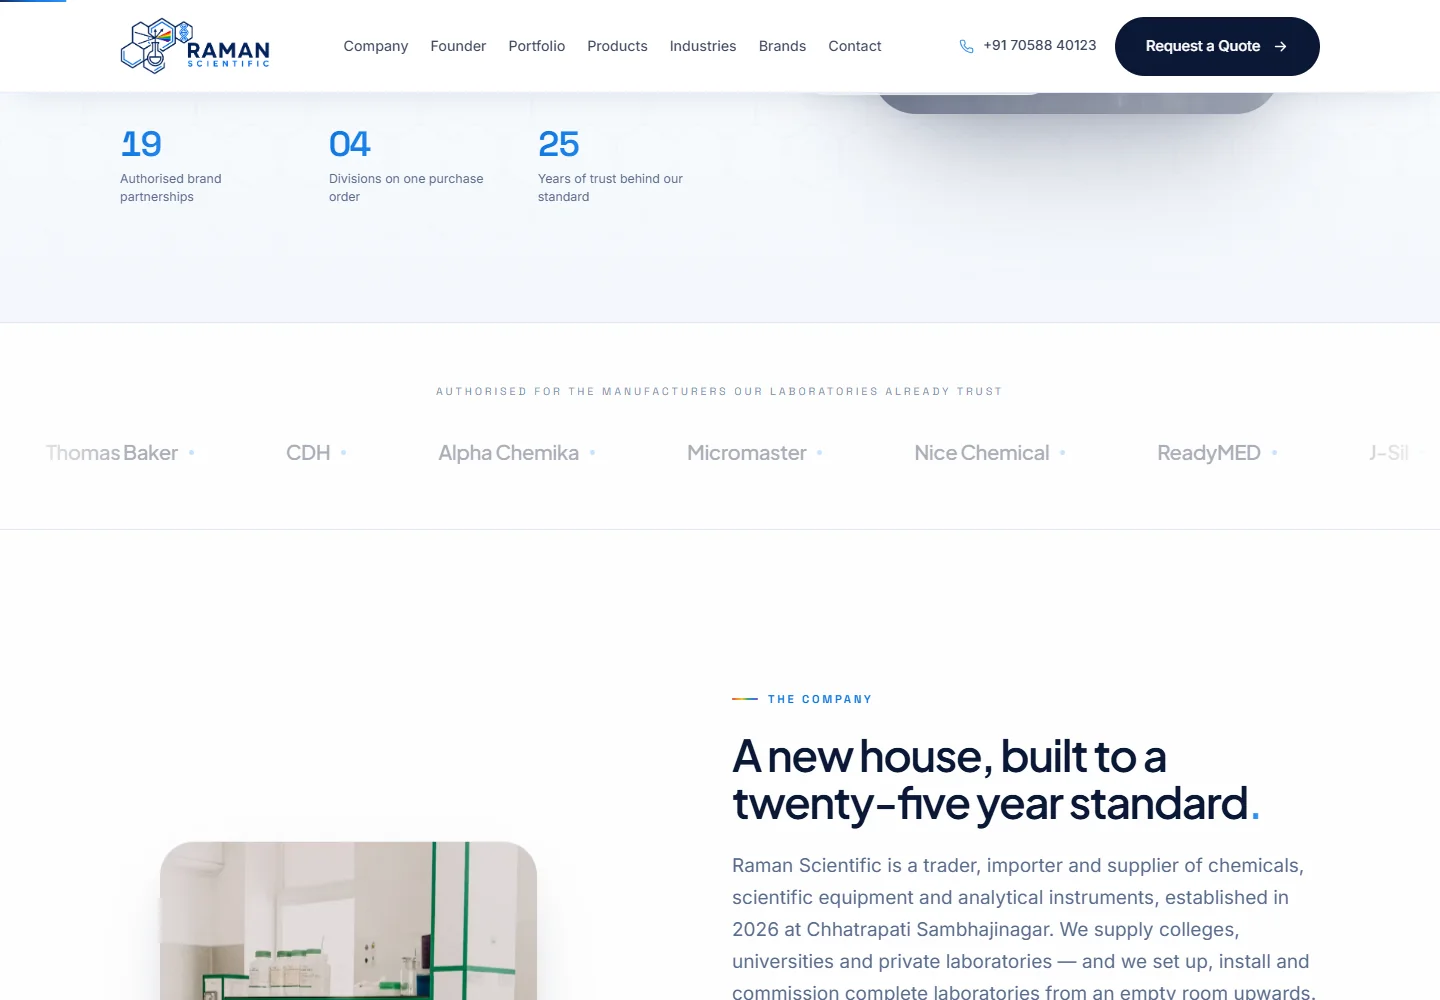 RAMAN
SCIENTIFIC
Company Founder Portfolio Products Industries Brands Contact
+91 70588 40123
Request a Quote →
19
Authorised brand
partnerships
04
Divisions on one purchase
order
25
Years of trust behind our
standard
AUTHORISED FOR THE MANUFACTURERS OUR LABORATORIES ALREADY TRUST
Thomas Baker • CDH • Alpha Chemika • Micromaster • Nice Chemical • ReadyMED • J-Sil
THE COMPANY
A new house, built to a
twenty-five year standard.
Raman Scientific is a trader, importer and supplier of chemicals,
scientific equipment and analytical instruments, established in
2026 at Chhatrapati Sambhajinagar. We supply colleges,
universities and private laboratories — and we set up, install and
commission complete laboratories from an empty room upwards.